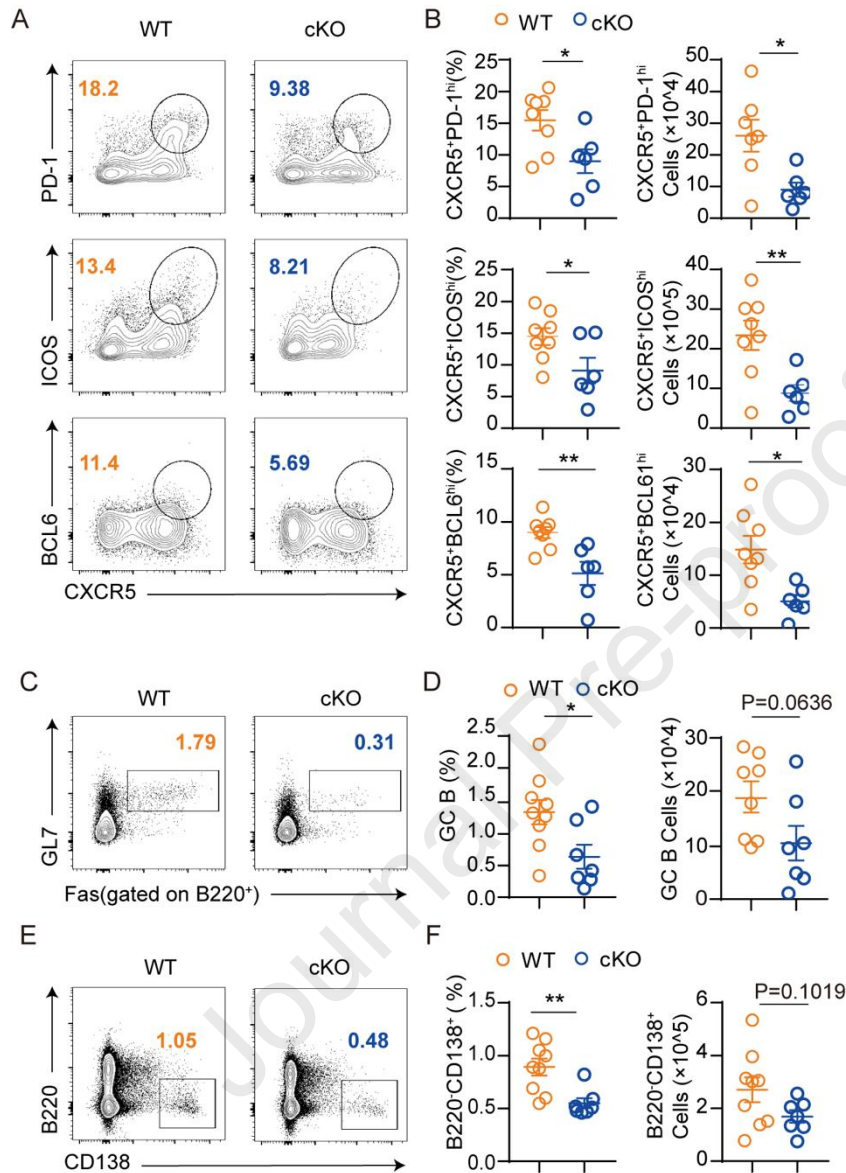 A
WT
cKO
18.2
9.38
PD-1
13.4
8.21
ICOS
11.4
5.69
BCL6
CXCR5
B
WT
cKO
CXCR5+PD-1hi(%)
25
20
15
10
5
0
*
CXCR5+PD-1hi
Cells (×10^4)
50
40
30
20
10
0
*
CXCR5+ICOShi(%)
25
20
15
10
5
0
*
CXCR5+ICOShi
Cells (×10^5)
40
30
20
10
0
**
CXCR5+BCL6hi(%)
15
10
5
0
**
CXCR5+BCL61hi
Cells (×10^4)
30
20
10
0
*
C
WT
cKO
1.79
0.31
GL7
Fas(gated on B220+)
D
WT
cKO
GC B (%)
2.5
2.0
1.5
1.0
0.5
0.0
*
P=0.0636
GC B Cells (×10^4)
30
20
10
0
E
WT
cKO
1.05
0.48
B220
CD138
F
WT
cKO
B220-CD138+ (%)
1.5
1.0
0.5
0.0
**
P=0.1019
B220-CD138+
Cells (×10^5)
6
4
2
0
Journal Pre-proof